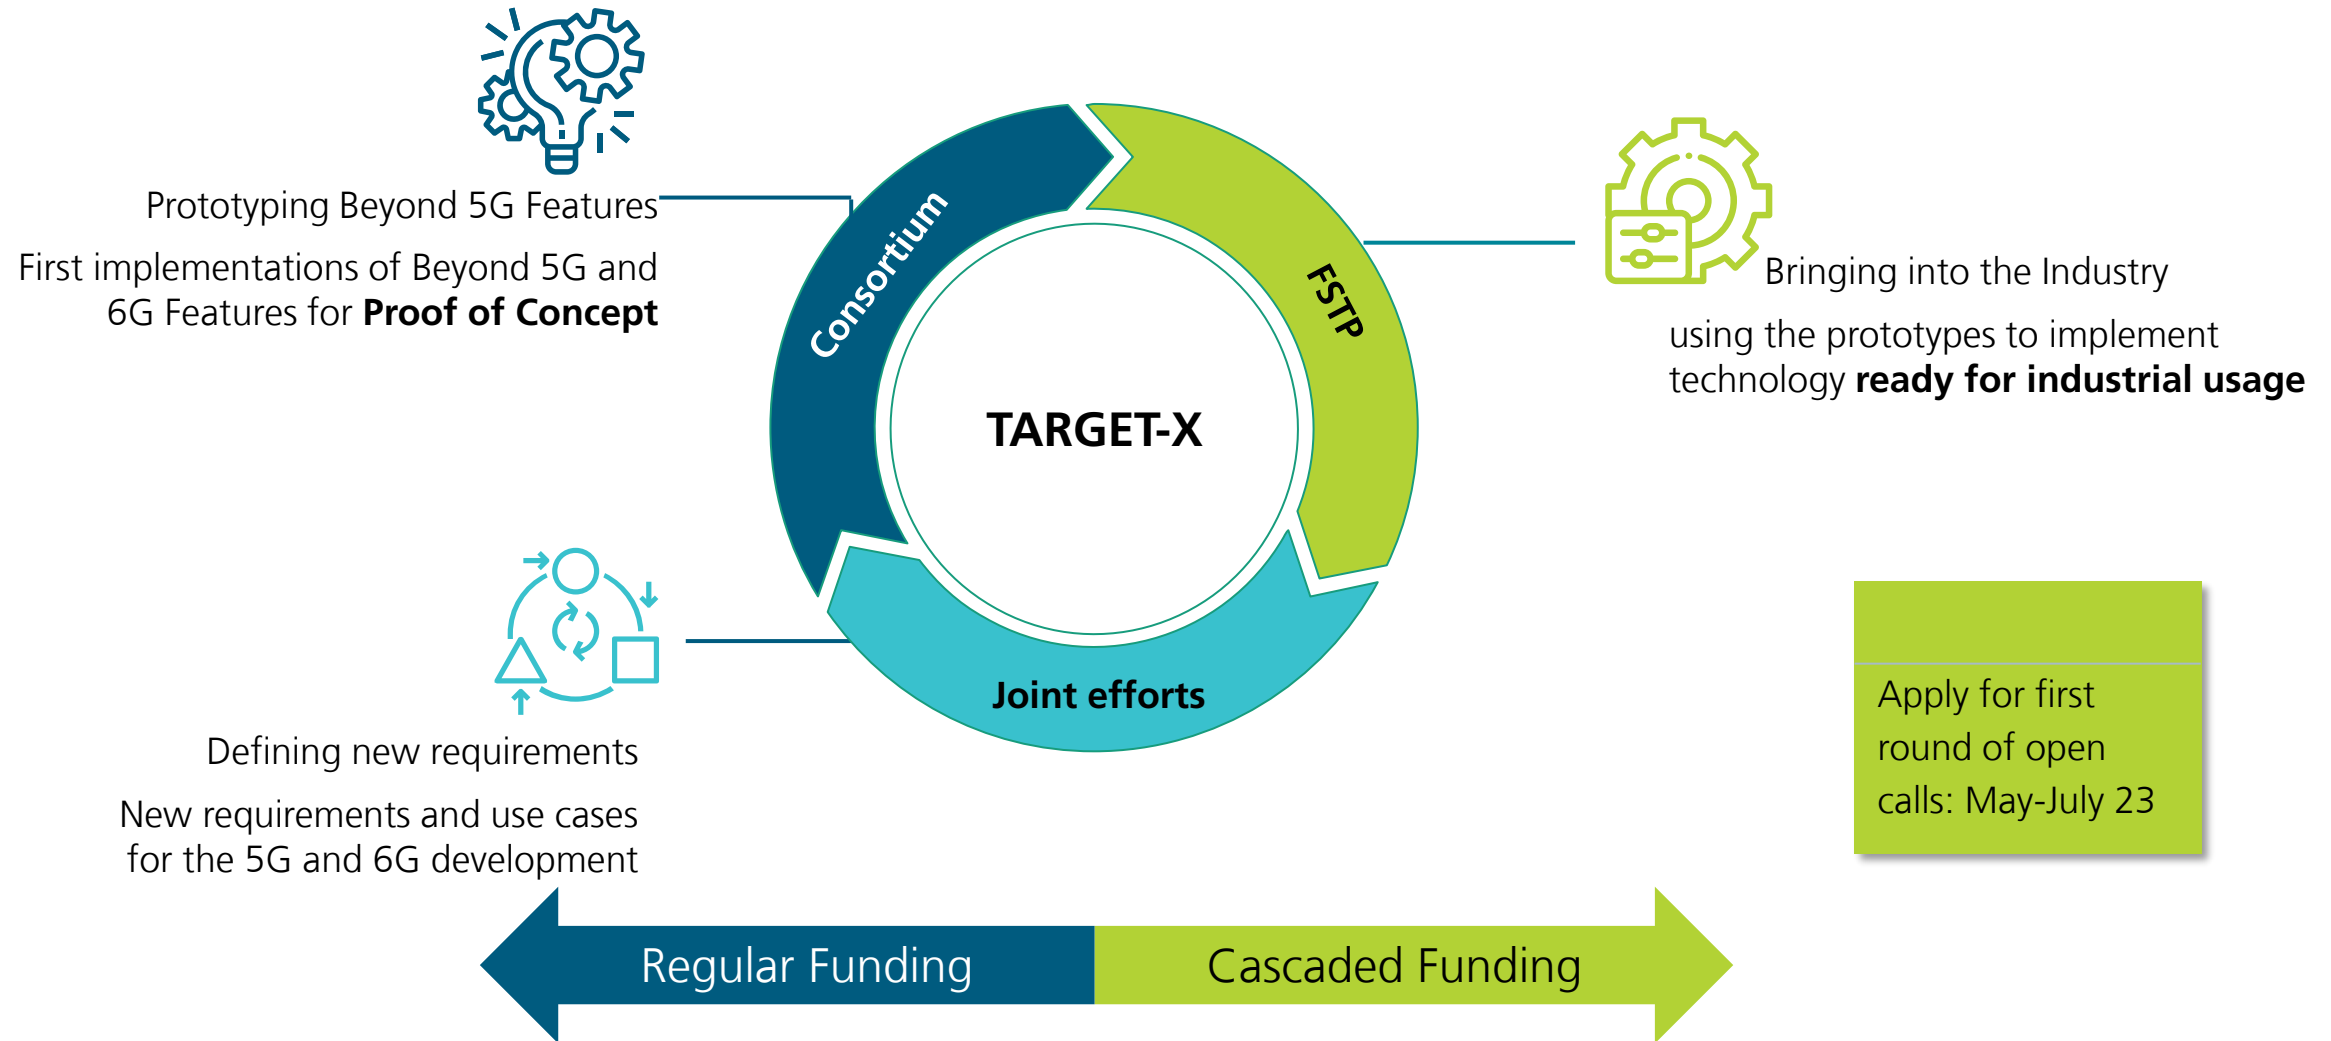 Prototyping Beyond 5G Features
First implementations of Beyond 5G and
6G Features for Proof of Concept
Consortium
FSTP
TARGET-X
Joint efforts
Bringing into the Industry
using the prototypes to implement
technology ready for industrial usage
Defining new requirements
New requirements and use cases
for the 5G and 6G development
Apply for first
round of open
calls: May-July 23
Regular Funding
Cascaded Funding